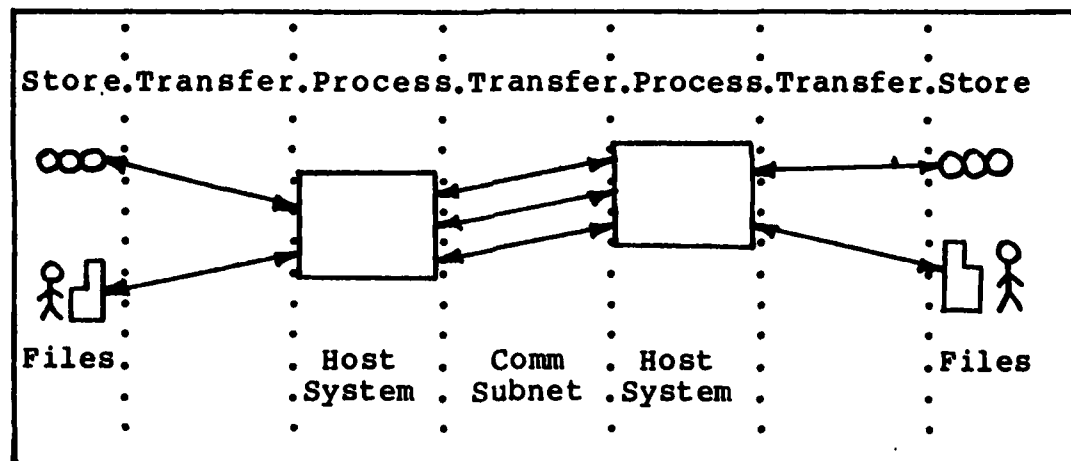 Store.Transfer.Process.Transfer.Process.Transfer.Store
Files. Host Comm Host Files
System Subnet System